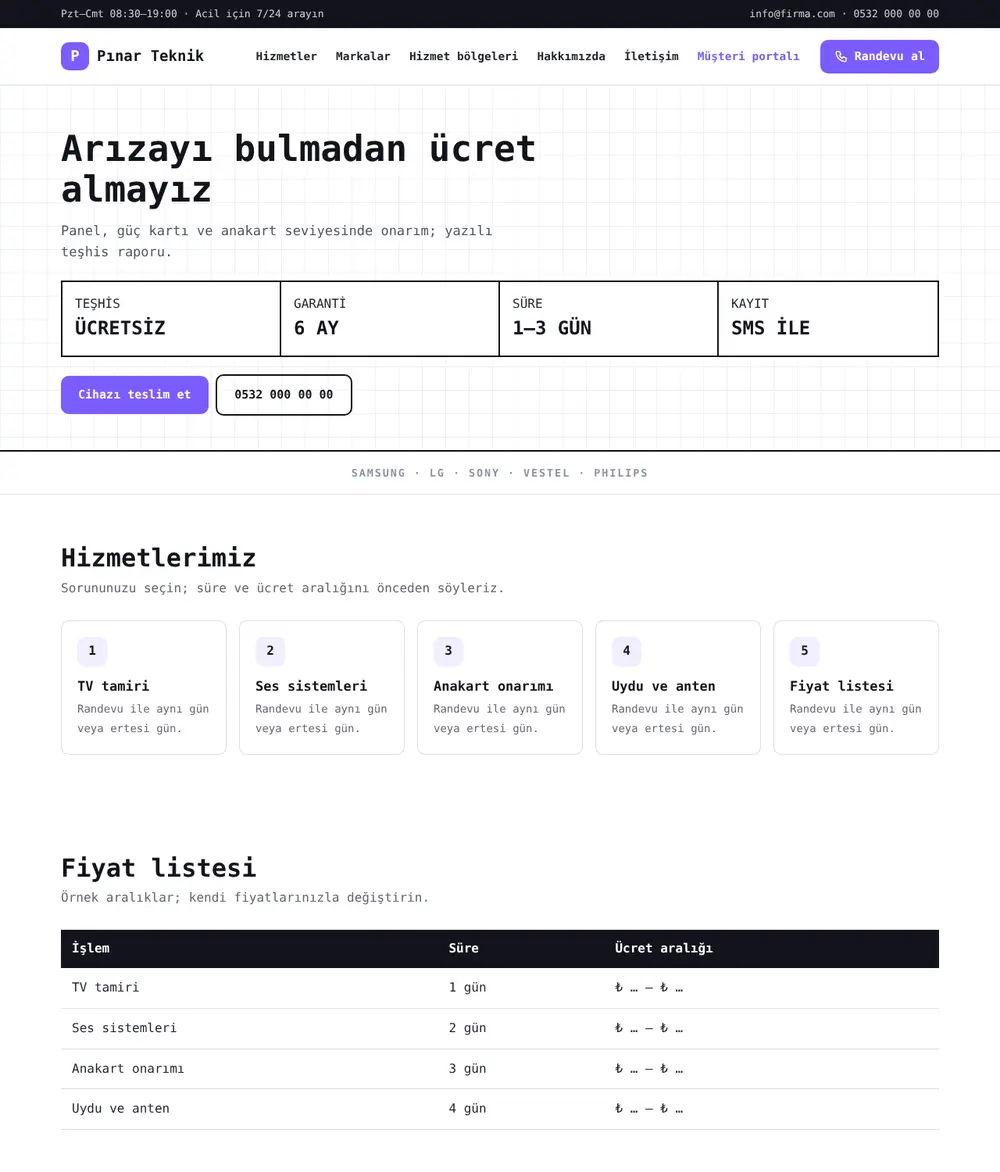 Pzt–Cmt 08:30–19:00 · Acil için 7/24 arayın
info@firma.com · 0532 000 00 00
P Pınar Teknik
Hizmetler Markalar Hizmet bölgeleri Hakkımızda İletişim Müşteri portalı Randevu al
Arızayı bulmadan ücret
almayız
Panel, güç kartı ve anakart seviyesinde onarım; yazılı
teşhis raporu.
TEŞHİS
ÜCRETSİZ
GARANTİ
6 AY
SÜRE
1–3 GÜN
KAYIT
SMS İLE
Cihazı teslim et
0532 000 00 00
SAMSUNG · LG · SONY · VESTEL · PHILIPS
Hizmetlerimiz
Sorununuzu seçin; süre ve ücret aralığını önceden söyleriz.
1
TV tamiri
Randevu ile aynı gün
veya ertesi gün.
2
Ses sistemleri
Randevu ile aynı gün
veya ertesi gün.
3
Anakart onarımı
Randevu ile aynı gün
veya ertesi gün.
4
Uydu ve anten
Randevu ile aynı gün
veya ertesi gün.
5
Fiyat listesi
Randevu ile aynı gün
veya ertesi gün.
Fiyat listesi
Örnek aralıklar; kendi fiyatlarınızla değiştirin.
İşlem Süre Ücret aralığı
TV tamiri 1 gün ₺ … – ₺ …
Ses sistemleri 2 gün ₺ … – ₺ …
Anakart onarımı 3 gün ₺ … – ₺ …
Uydu ve anten 4 gün ₺ … – ₺ …